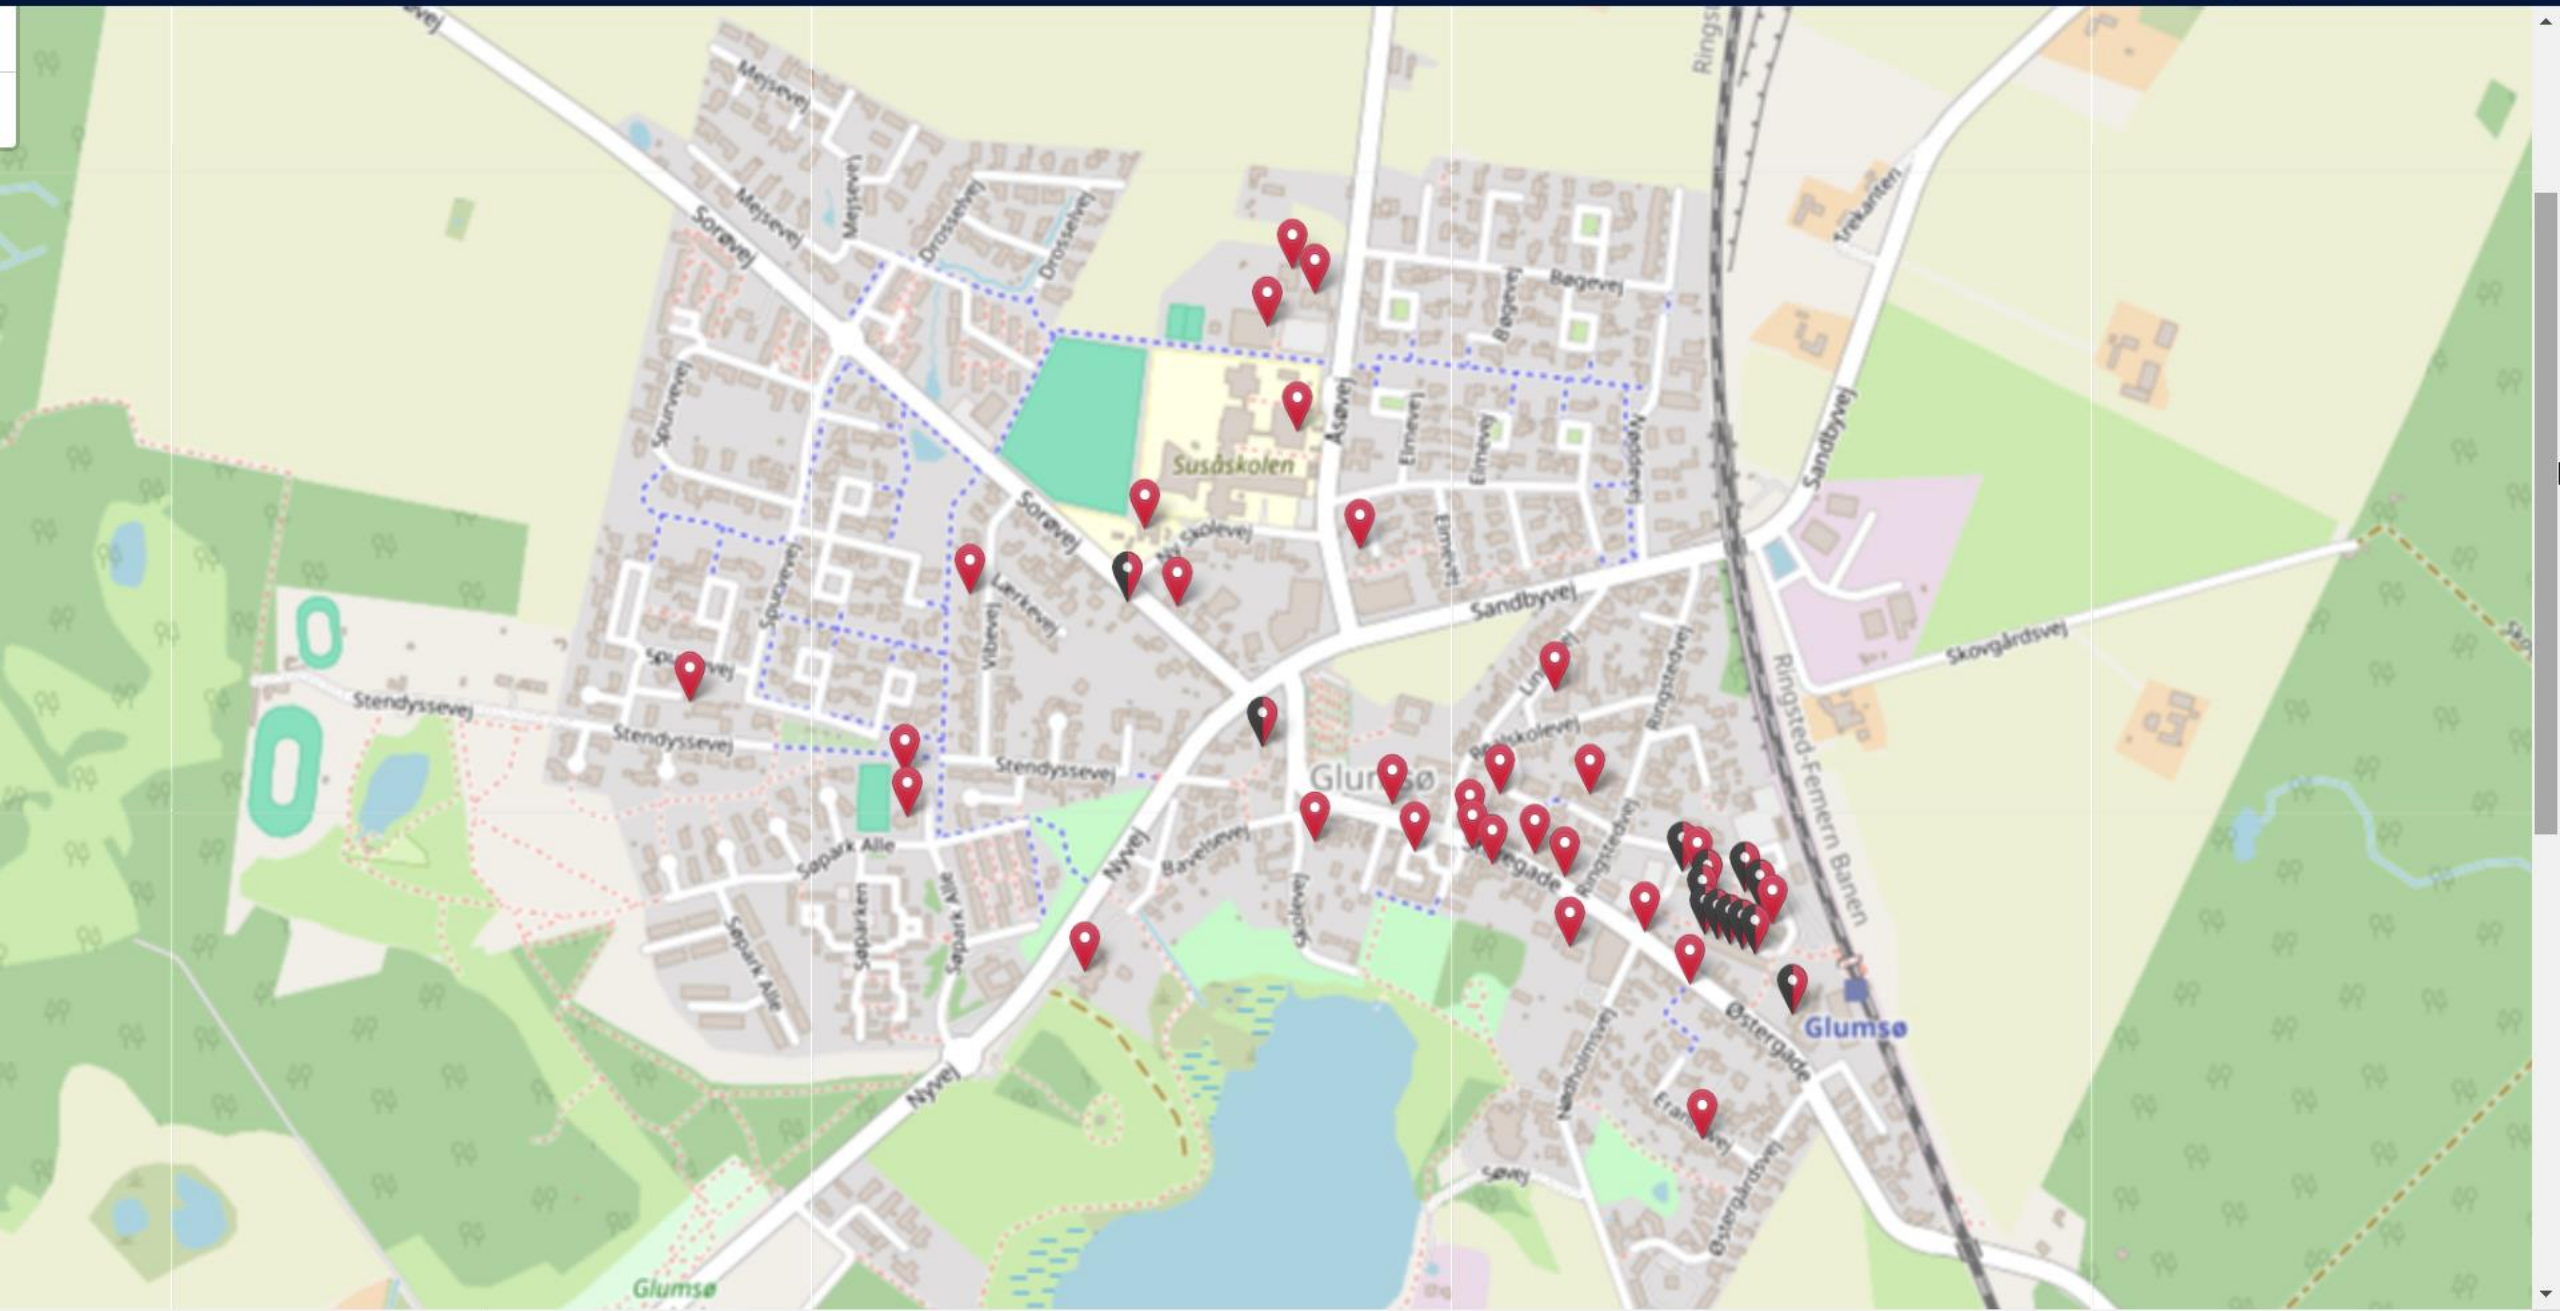 Mejsevej
Mejsevej
Mejsevej
Drosselvej
Drosselvej
Sorøvej
Trekanten
Bøgevej
Bøgevej
Spurvevej
Åsøvej
Elmevej
Elmevej
Sandbyvej
Susåskolen
Sorøvej
Ny Skolevej
Elmevej
Spurvevej
Lærkevej
Vibevej
Sandbyvej
Skovgårdsvej
Ringstedvej
Stendyssevej
Stendyssevej
Stendyssevej
Glumsø
Ringsted-Femern Banen
Ringstedvej
Søpark Alle
Nyvej
Bavelsevej
Skolevej
Søparken
Søpark Alle
Søpark Alle
Nyvej
Nødholmsvej
Østergade
Glumsø
Søvej
Østergårdsvej
Glumsø